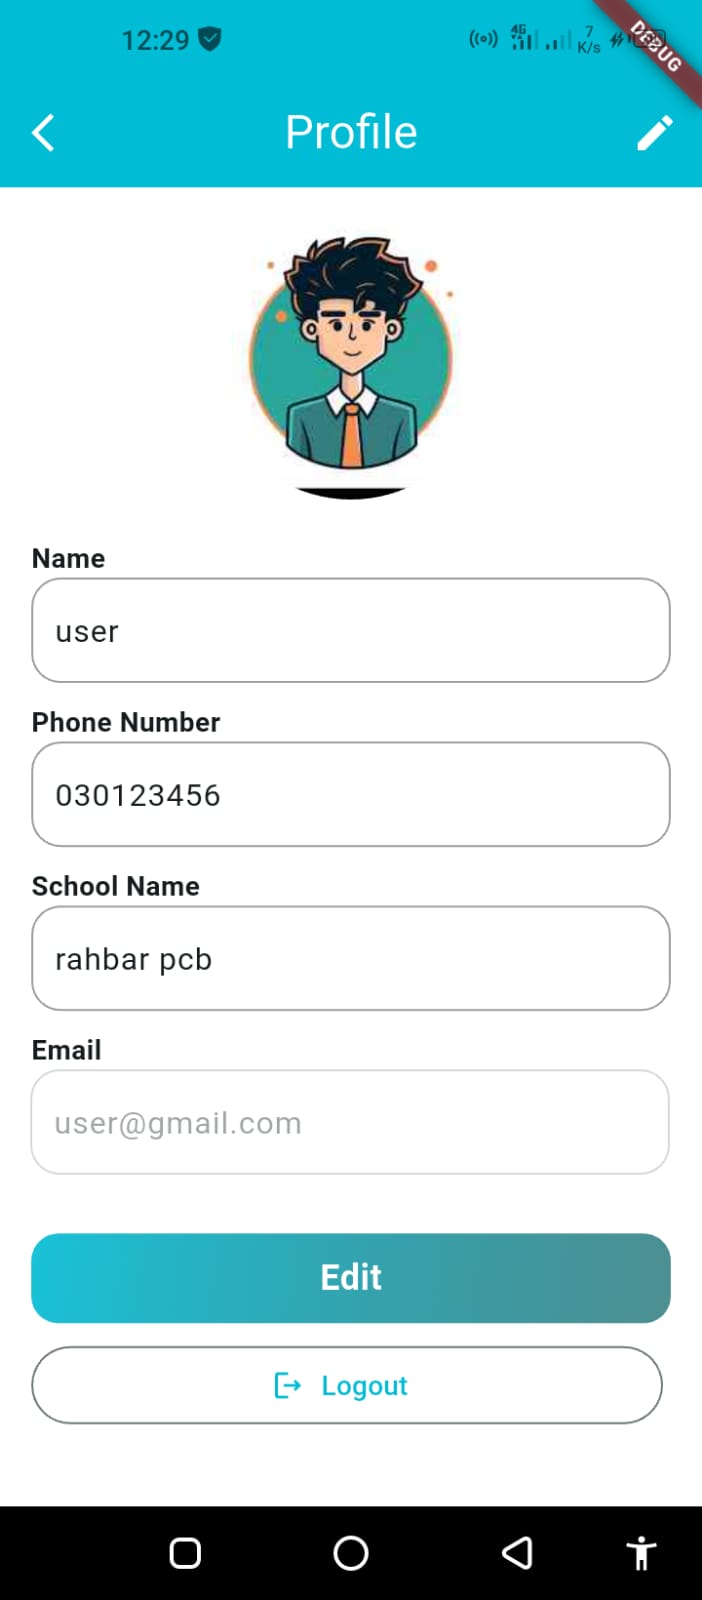 12:29
4G
7
K/s
DEBUG
Profile
Name
user
Phone Number
030123456
School Name
rahbar pcb
Email
user@gmail.com
Edit
Logout